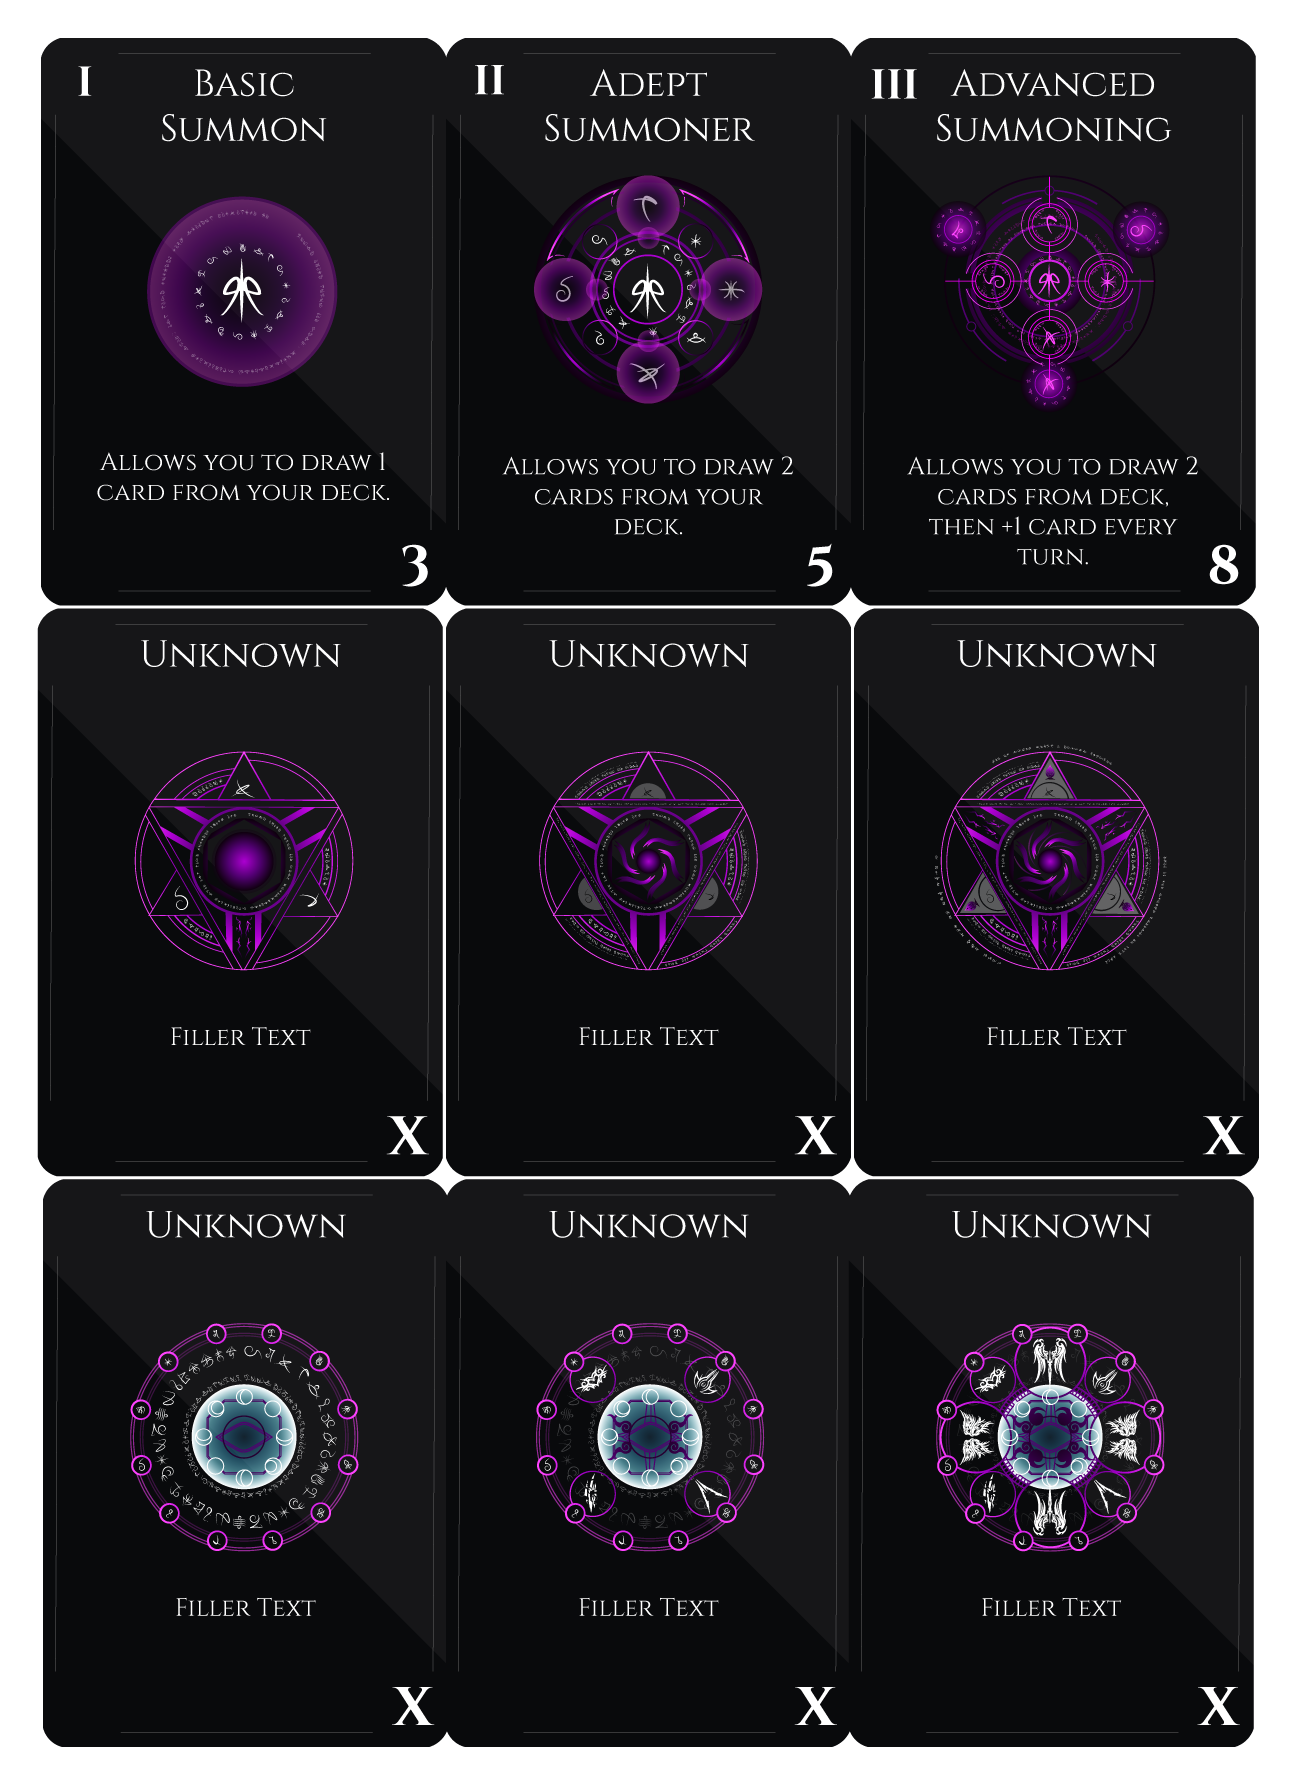 I
BASIC
SUMMON
ALLOWS YOU TO DRAW 1
CARD FROM YOUR DECK.
3
II
ADEPT
SUMMONER
ALLOWS YOU TO DRAW 2
CARDS FROM YOUR
DECK.
5
III
ADVANCED
SUMMONING
ALLOWS YOU TO DRAW 2
CARDS FROM DECK,
THEN +1 CARD EVERY
TURN.
8
UNKNOWN
FILLER TEXT
X
UNKNOWN
FILLER TEXT
X
UNKNOWN
FILLER TEXT
X
UNKNOWN
FILLER TEXT
X
UNKNOWN
FILLER TEXT
X
UNKNOWN
FILLER TEXT
X